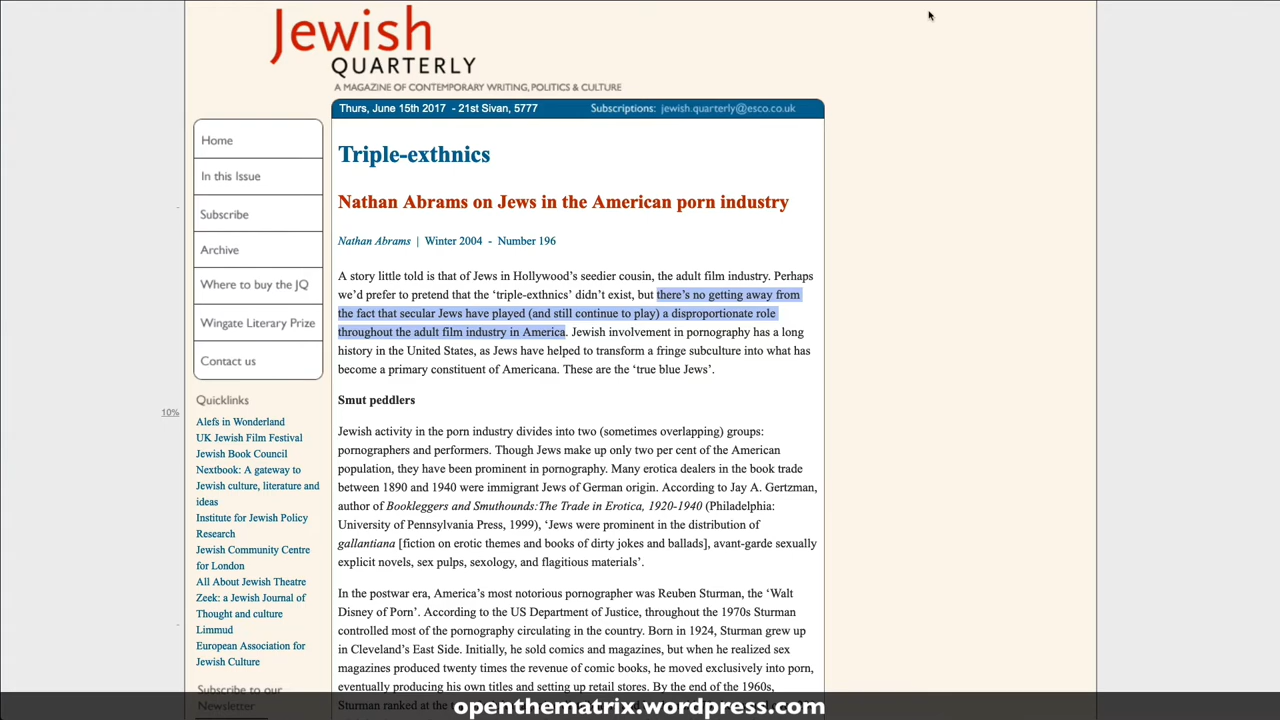 Jewish
QUARTERLY
A MAGAZINE OF CONTEMPORARY WRITING, POLITICS & CULTURE
Thurs, June 15th 2017 - 21st Sivan, 5777
Subscriptions: jewish.quarterly@esco.co.uk
Home
In this Issue
Subscribe
Archive
Where to buy the JQ
Wingate Literary Prize
Contact us
Quicklinks
Alefs in Wonderland
UK Jewish Film Festival
Jewish Book Council
Nextbook: A gateway to
Jewish culture, literature and
ideas
Institute for Jewish Policy
Research
Jewish Community Centre
for London
All About Jewish Theatre
Zeek: a Jewish Journal of
Thought and culture
Limmud
European Association for
Jewish Culture
Subscribe to our
Newsletter
10%
Triple-exthnics
Nathan Abrams on Jews in the American porn industry
Nathan Abrams | Winter 2004 - Number 196
A story little told is that of Jews in Hollywood's seedier cousin, the adult film industry. Perhaps
we'd prefer to pretend that the 'triple-exthnics' didn't exist, but there's no getting away from
the fact that secular Jews have played (and still continue to play) a disproportionate role
throughout the adult film industry in America. Jewish involvement in pornography has a long
history in the United States, as Jews have helped to transform a fringe subculture into what has
become a primary constituent of Americana. These are the 'true blue Jews'.
Smut peddlers
Jewish activity in the porn industry divides into two (sometimes overlapping) groups:
pornographers and performers. Though Jews make up only two per cent of the American
population, they have been prominent in pornography. Many erotica dealers in the book trade
between 1890 and 1940 were immigrant Jews of German origin. According to Jay A. Gertzman,
author of Bookleggers and Smuthounds:The Trade in Erotica, 1920-1940 (Philadelphia:
University of Pennsylvania Press, 1999), 'Jews were prominent in the distribution of
gallantiana [fiction on erotic themes and books of dirty jokes and ballads], avant-garde sexually
explicit novels, sex pulps, sexology, and flagitious materials'.
In the postwar era, America's most notorious pornographer was Reuben Sturman, the 'Walt
Disney of Porn'. According to the US Department of Justice, throughout the 1970s Sturman
controlled most of the pornography circulating in the country. Born in 1924, Sturman grew up
in Cleveland's East Side. Initially, he sold comics and magazines, but when he realized sex
magazines produced twenty times the revenue of comic books, he moved exclusively into porn,
eventually producing his own titles and setting up retail stores. By the end of the 1960s,
Sturman ranked at the
openthematrix.wordpress.com